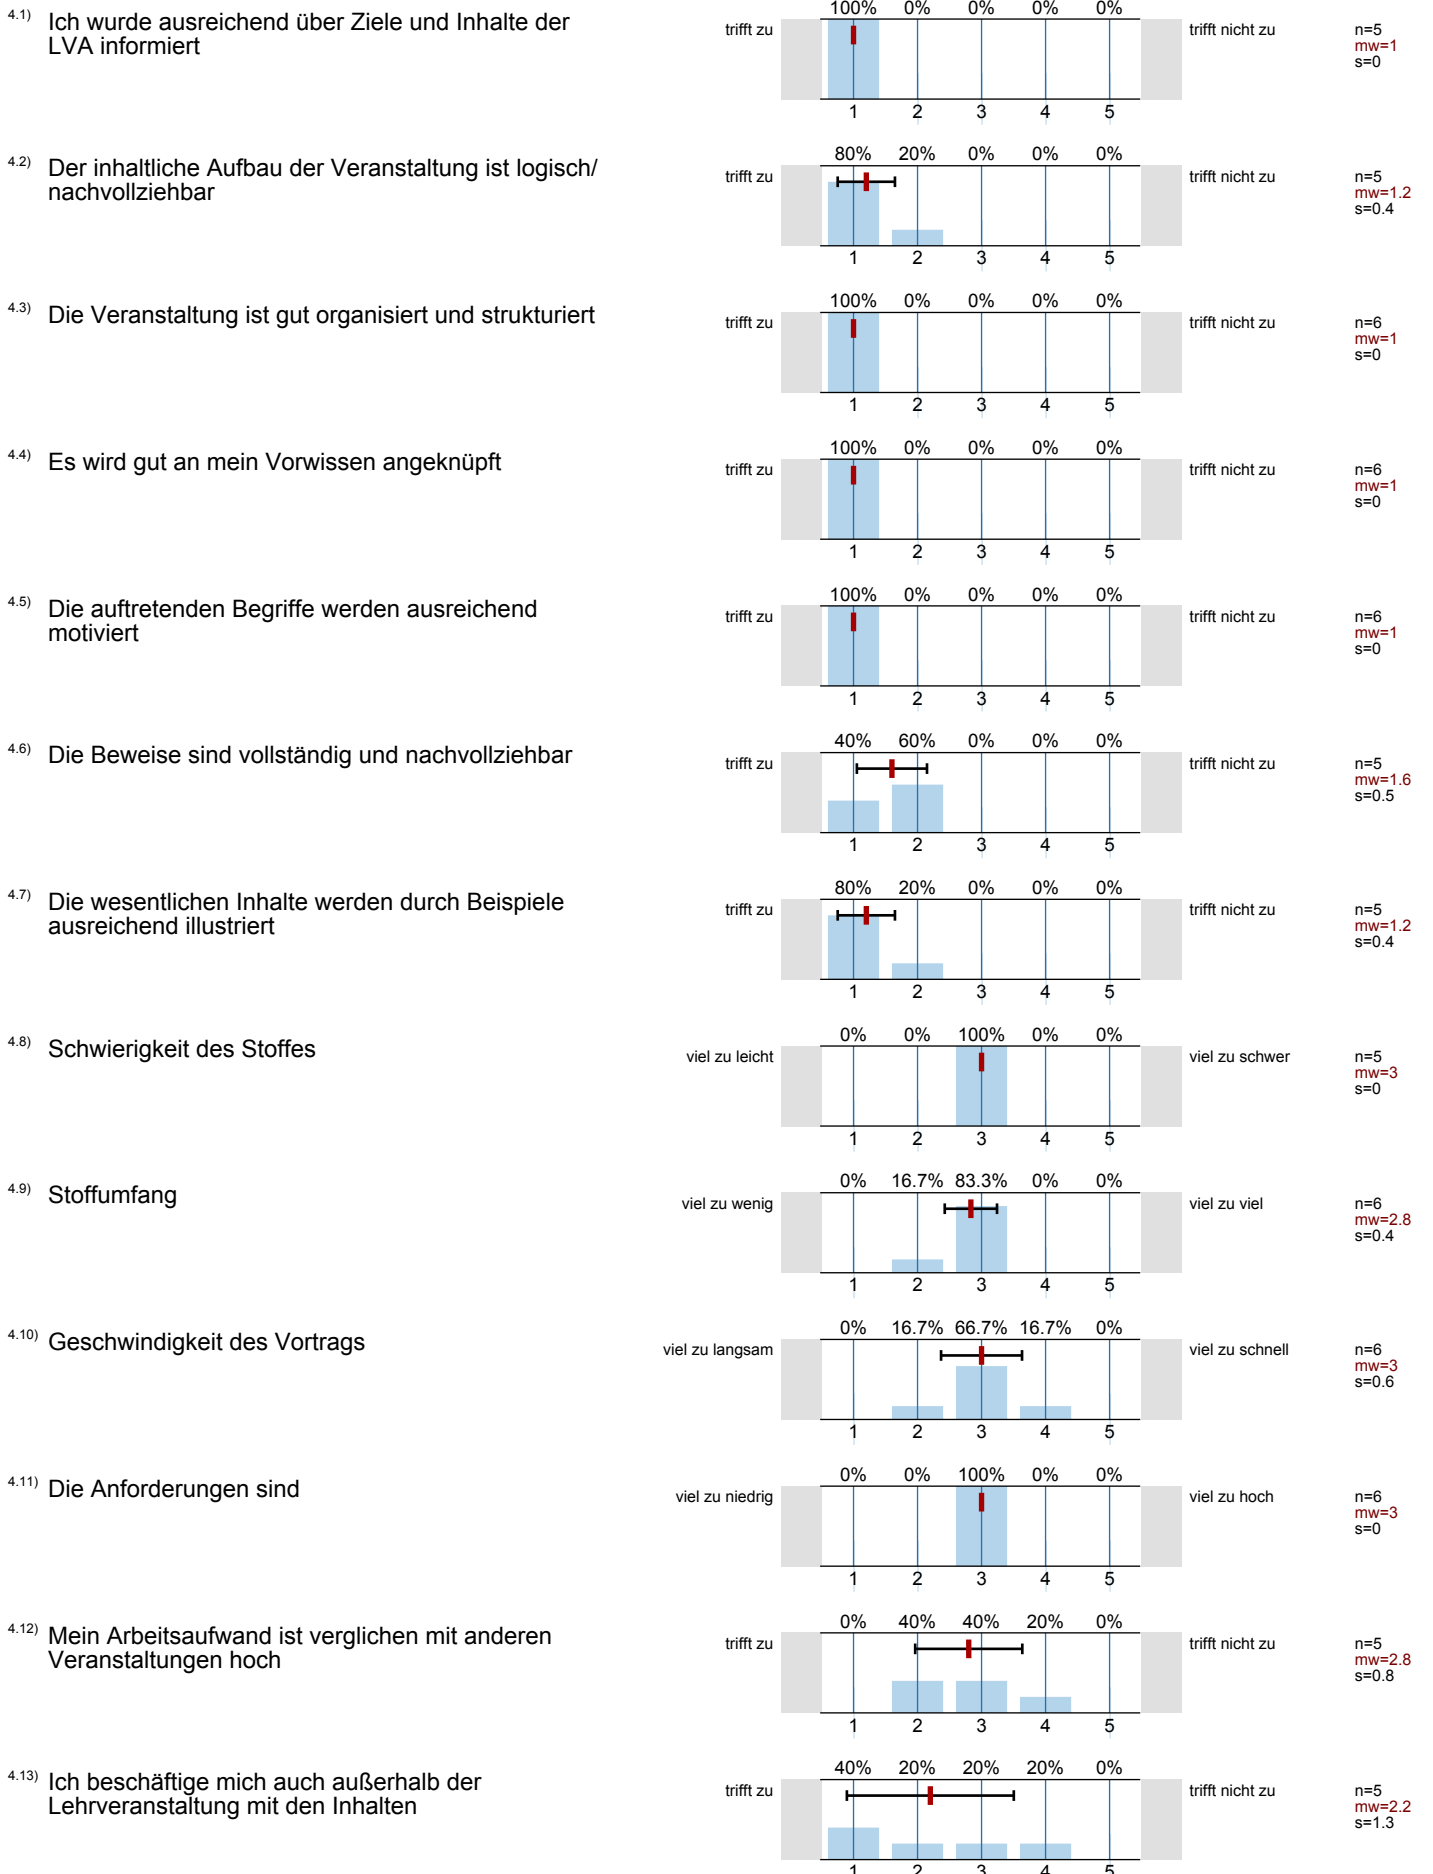 4.1) Ich wurde ausreichend über Ziele und Inhalte der
LVA informiert
100% 0% 0% 0% 0%
trifft zu
trifft nicht zu
n=5
mw=1
s=0
1 2 3 4 5
4.2) Der inhaltliche Aufbau der Veranstaltung ist logisch/
nachvollziehbar
80% 20% 0% 0% 0%
trifft zu
trifft nicht zu
n=5
mw=1.2
s=0.4
1 2 3 4 5
4.3) Die Veranstaltung ist gut organisiert und strukturiert
100% 0% 0% 0% 0%
trifft zu
trifft nicht zu
n=6
mw=1
s=0
1 2 3 4 5
4.4) Es wird gut an mein Vorwissen angeknüpft
100% 0% 0% 0% 0%
trifft zu
trifft nicht zu
n=6
mw=1
s=0
1 2 3 4 5
4.5) Die auftretenden Begriffe werden ausreichend
motiviert
100% 0% 0% 0% 0%
trifft zu
trifft nicht zu
n=6
mw=1
s=0
1 2 3 4 5
4.6) Die Beweise sind vollständig und nachvollziehbar
40% 60% 0% 0% 0%
trifft zu
trifft nicht zu
n=5
mw=1.6
s=0.5
1 2 3 4 5
4.7) Die wesentlichen Inhalte werden durch Beispiele
ausreichend illustriert
80% 20% 0% 0% 0%
trifft zu
trifft nicht zu
n=5
mw=1.2
s=0.4
1 2 3 4 5
4.8) Schwierigkeit des Stoffes
0% 0% 100% 0% 0%
viel zu leicht
viel zu schwer
n=5
mw=3
s=0
1 2 3 4 5
4.9) Stoffumfang
0% 16.7% 83.3% 0% 0%
viel zu wenig
viel zu viel
n=6
mw=2.8
s=0.4
1 2 3 4 5
4.10) Geschwindigkeit des Vortrags
0% 16.7% 66.7% 16.7% 0%
viel zu langsam
viel zu schnell
n=6
mw=3
s=0.6
1 2 3 4 5
4.11) Die Anforderungen sind
0% 0% 100% 0% 0%
viel zu niedrig
viel zu hoch
n=6
mw=3
s=0
1 2 3 4 5
4.12) Mein Arbeitsaufwand ist verglichen mit anderen
Veranstaltungen hoch
0% 40% 40% 20% 0%
trifft zu
trifft nicht zu
n=5
mw=2.8
s=0.8
1 2 3 4 5
4.13) Ich beschäftige mich auch außerhalb der
Lehrveranstaltung mit den Inhalten
40% 20% 20% 20% 0%
trifft zu
trifft nicht zu
n=5
mw=2.2
s=1.3
1 2 3 4 5